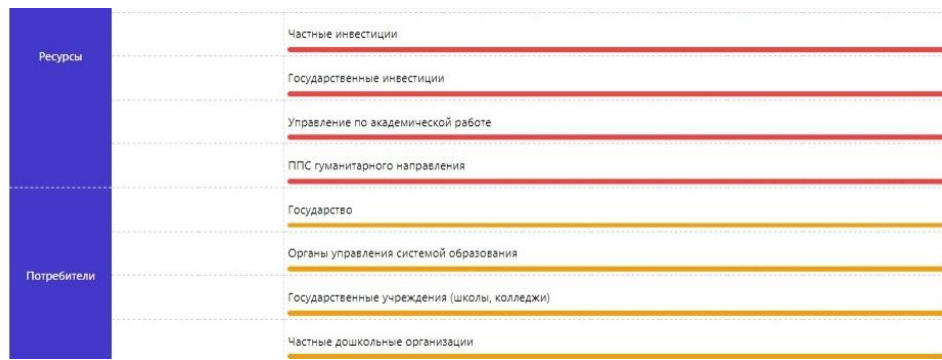 Ресурсы
Частные инвестиции
Государственные инвестиции
Управление по академической работе
ППС гуманитарного направления
Потребители
Государство
Органы управления системой образования
Государственные учреждения (школы, колледжи)
Частные дошкольные организации